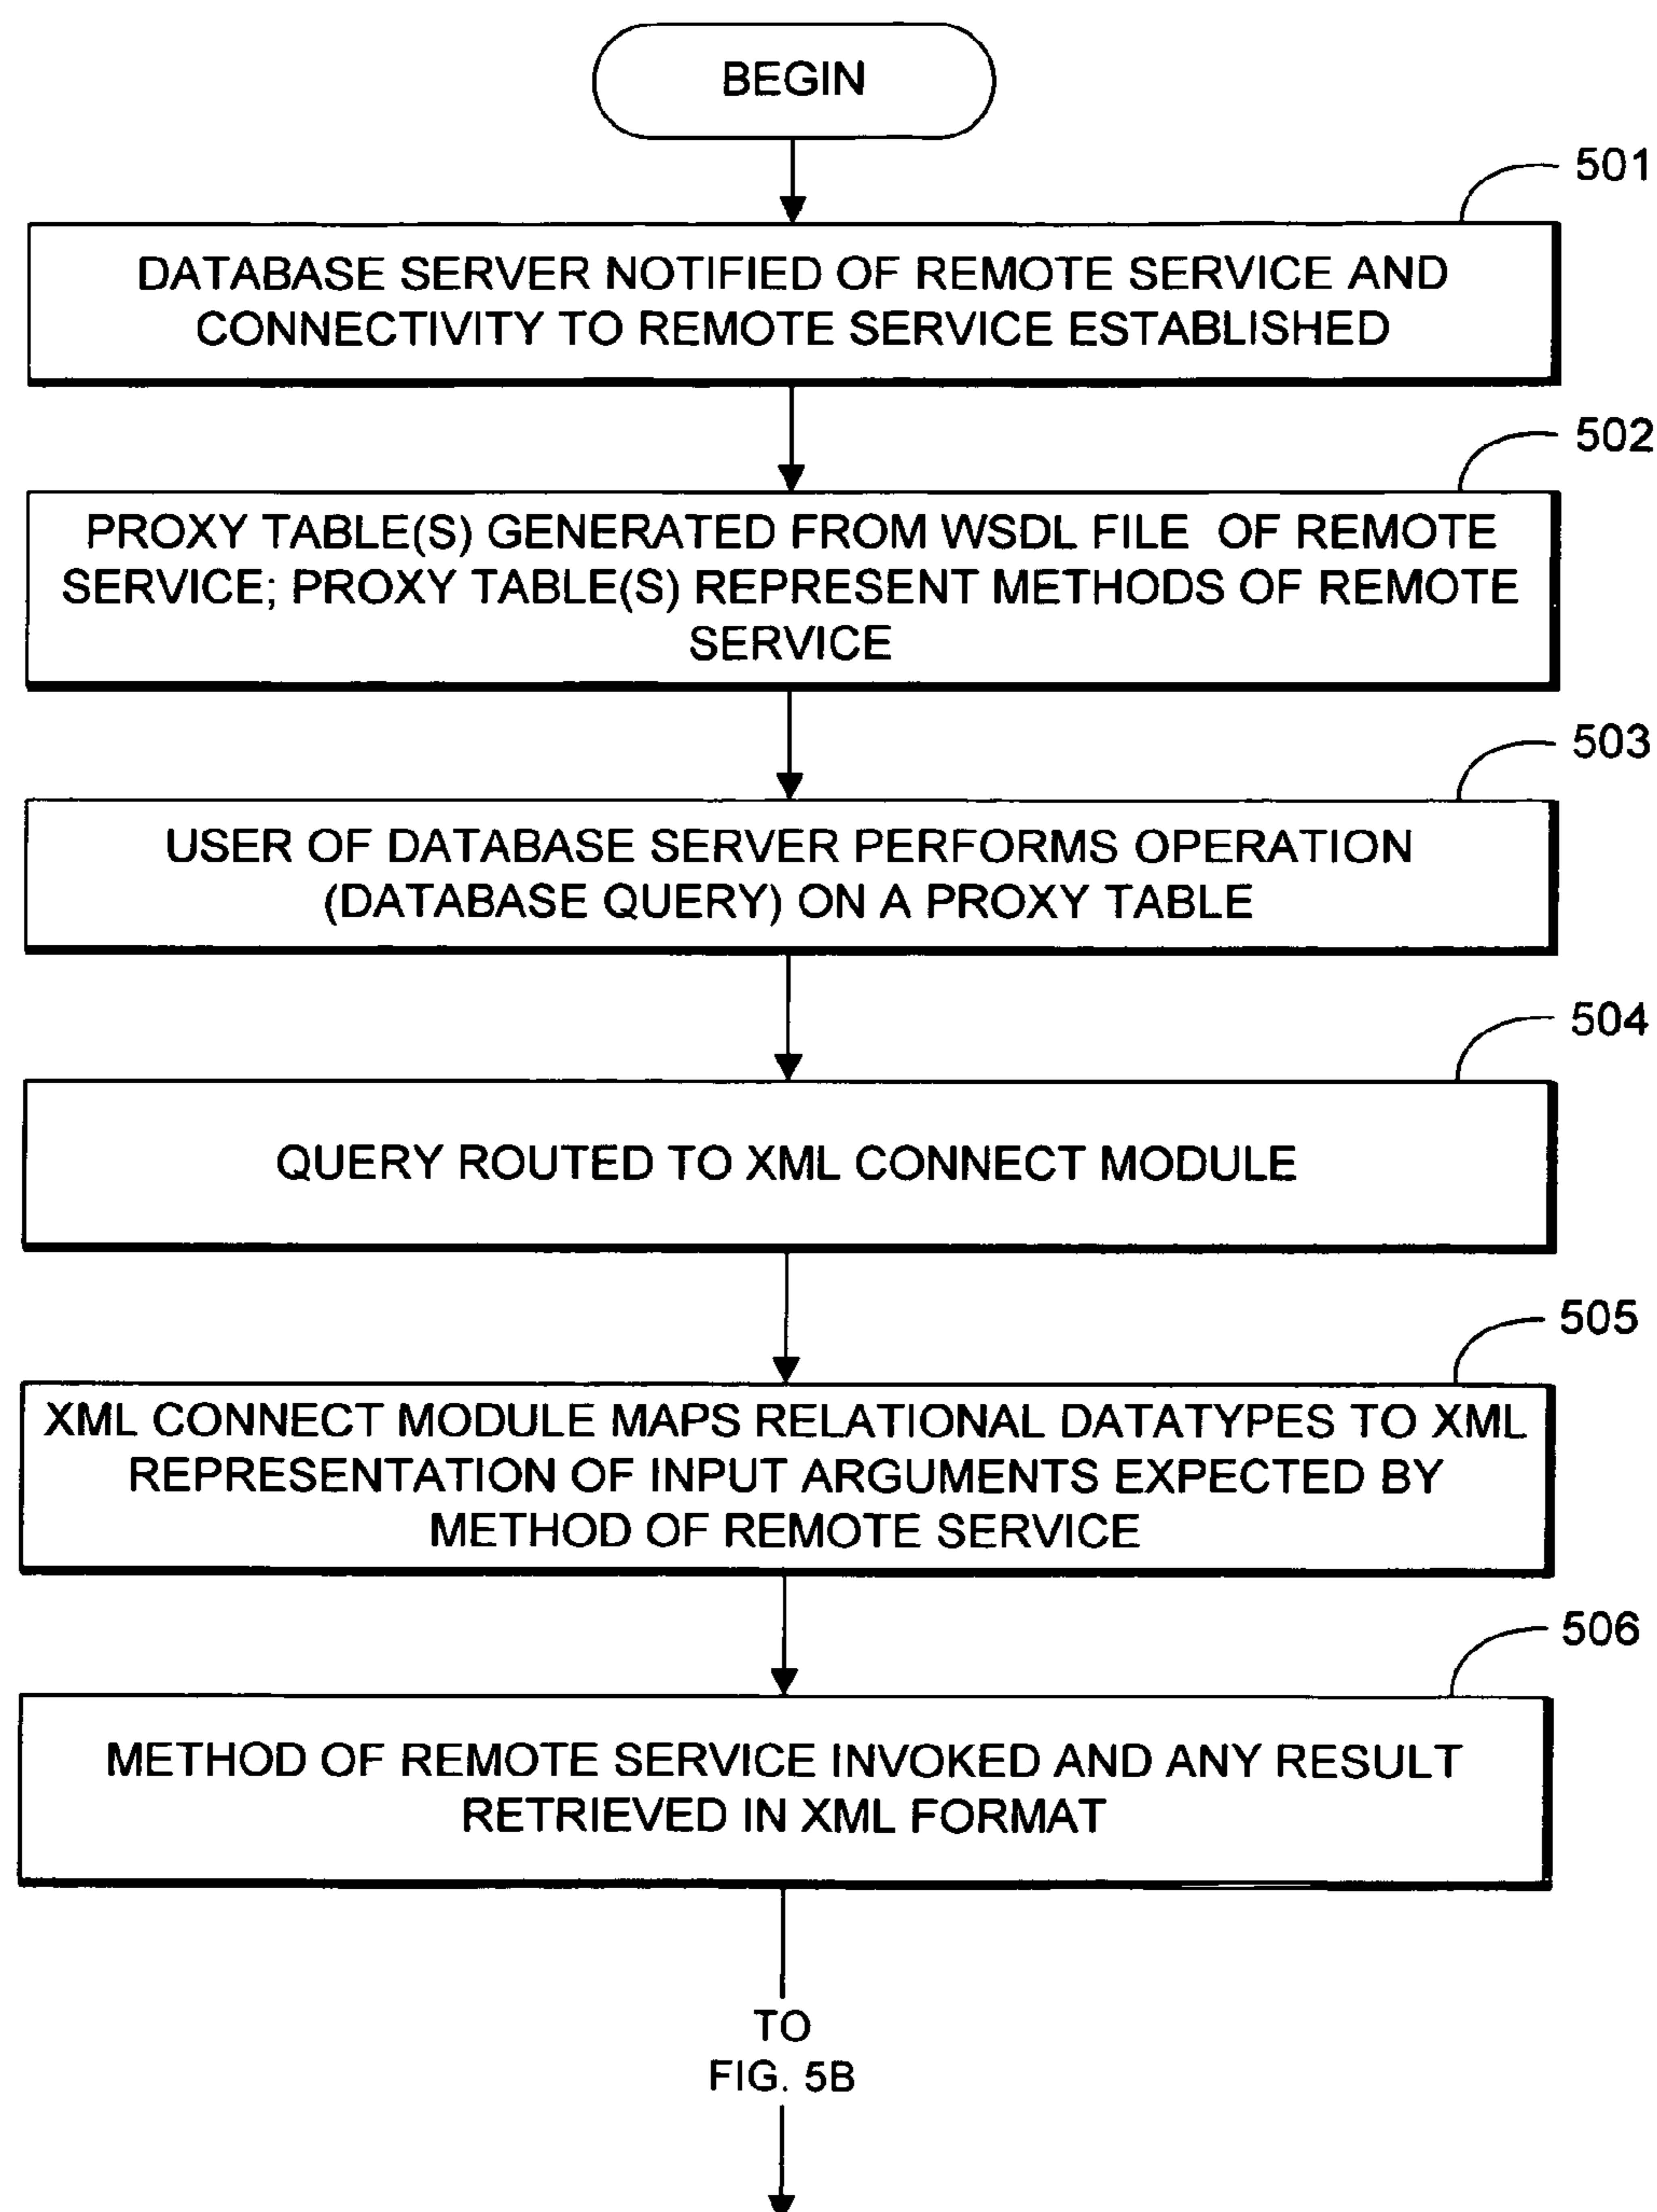 BEGIN
501
DATABASE SERVER NOTIFIED OF REMOTE SERVICE AND
CONNECTIVITY TO REMOTE SERVICE ESTABLISHED
502
PROXY TABLE(S) GENERATED FROM WSDL FILE OF REMOTE
SERVICE; PROXY TABLE(S) REPRESENT METHODS OF REMOTE
SERVICE
503
USER OF DATABASE SERVER PERFORMS OPERATION
(DATABASE QUERY) ON A PROXY TABLE
504
QUERY ROUTED TO XML CONNECT MODULE
505
XML CONNECT MODULE MAPS RELATIONAL DATATYPES TO XML
REPRESENTATION OF INPUT ARGUMENTS EXPECTED BY
METHOD OF REMOTE SERVICE
506
METHOD OF REMOTE SERVICE INVOKED AND ANY RESULT
RETRIEVED IN XML FORMAT
TO
FIG. 5B